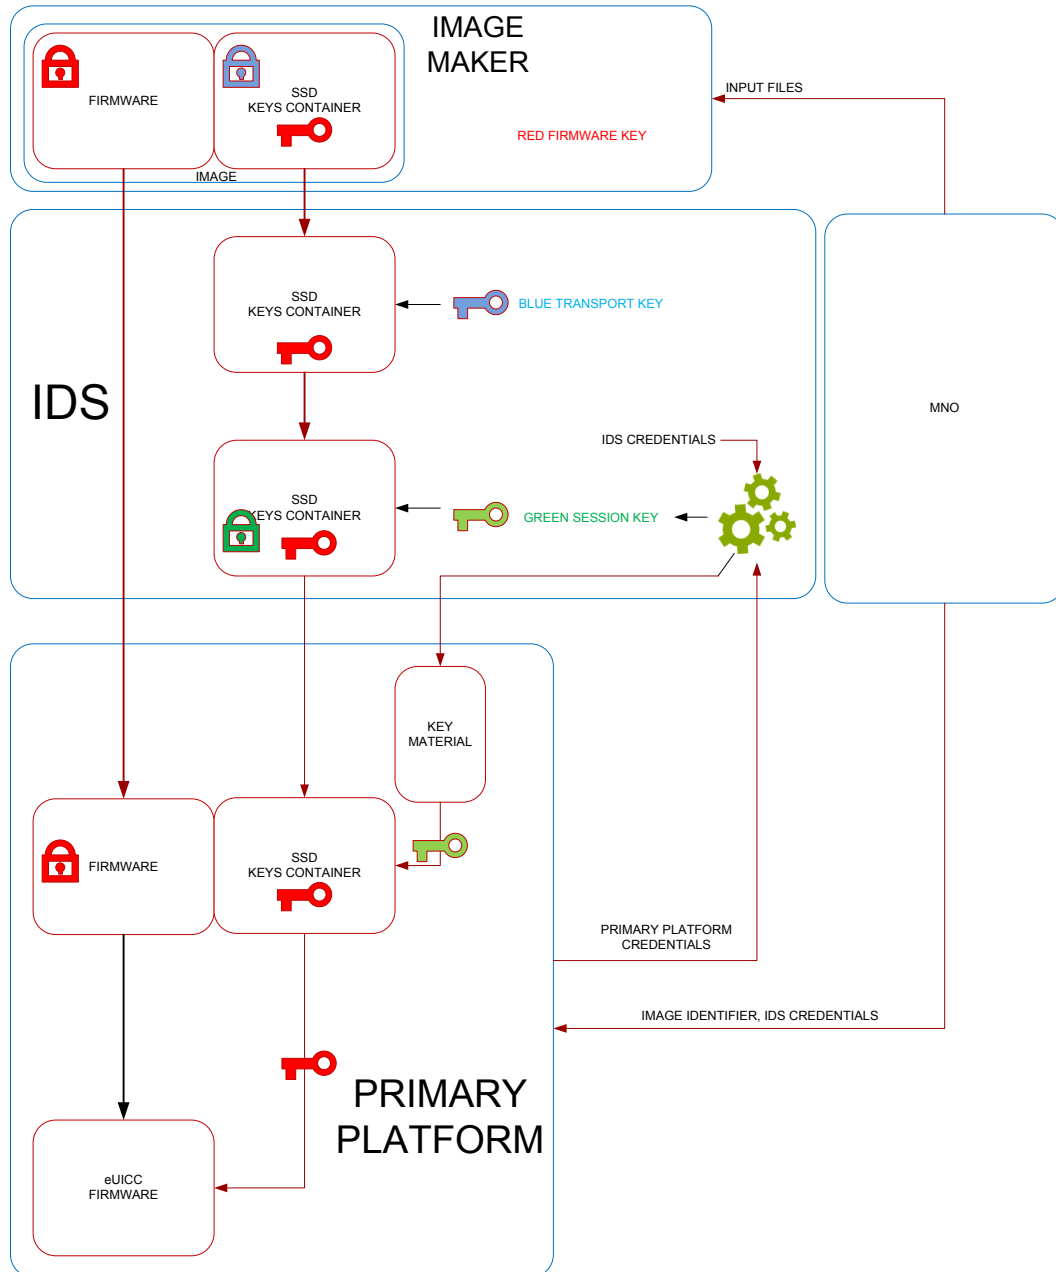 IMAGE
MAKER
FIRMWARE
SSD
KEYS CONTAINER
INPUT FILES
RED FIRMWARE KEY
IMAGE
SSD
KEYS CONTAINER
BLUE TRANSPORT KEY
IDS
MNO
IDS CREDENTIALS
SSD
KEYS CONTAINER
GREEN SESSION KEY
KEY
MATERIAL
FIRMWARE
SSD
KEYS CONTAINER
PRIMARY PLATFORM
CREDENTIALS
IMAGE IDENTIFIER, IDS CREDENTIALS
PRIMARY
PLATFORM
eUICC
FIRMWARE